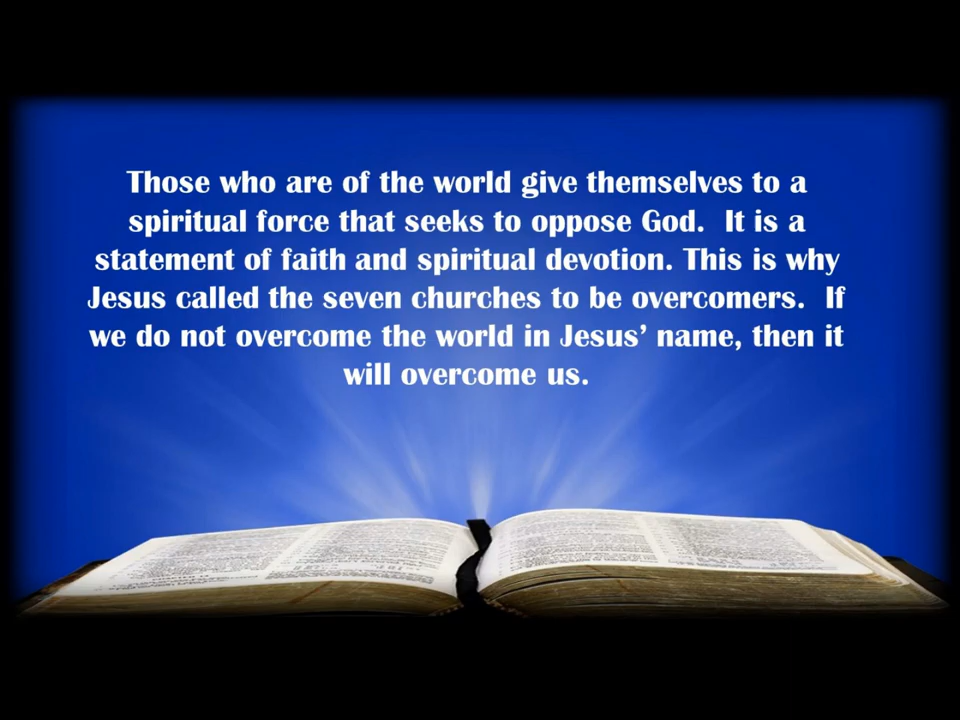 Those who are of the world give themselves to a
spiritual force that seeks to oppose God.  It is a
statement of faith and spiritual devotion. This is why
Jesus called the seven churches to be overcomers.  If
we do not overcome the world in Jesus’ name, then it
will overcome us.